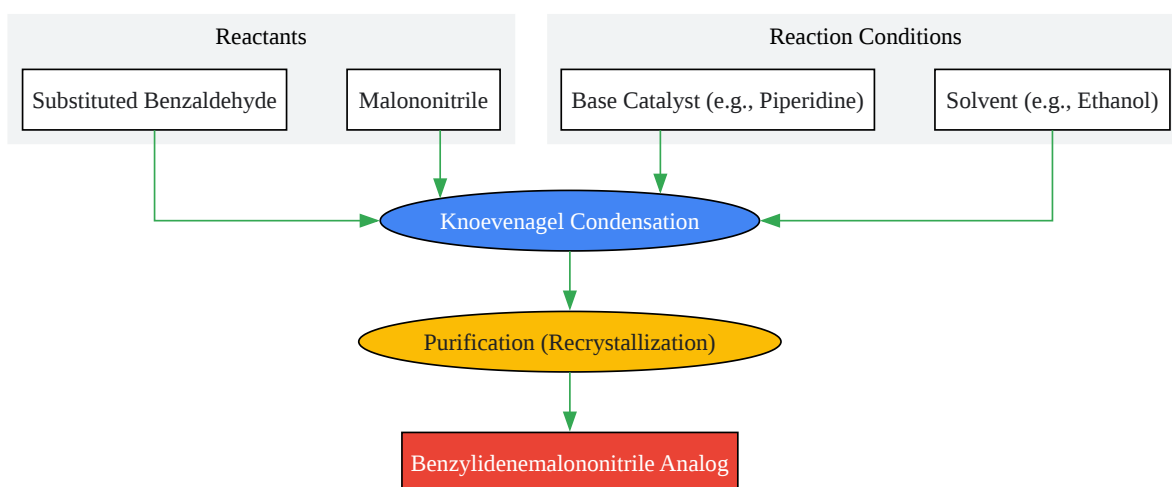 Reactants
Reaction Conditions
Substituted Benzaldehyde
Malononitrile
Base Catalyst (e.g., Piperidine)
Solvent (e.g., Ethanol)
Knoevenagel Condensation
Purification (Recrystallization)
Benzylidenemalononitrile Analog